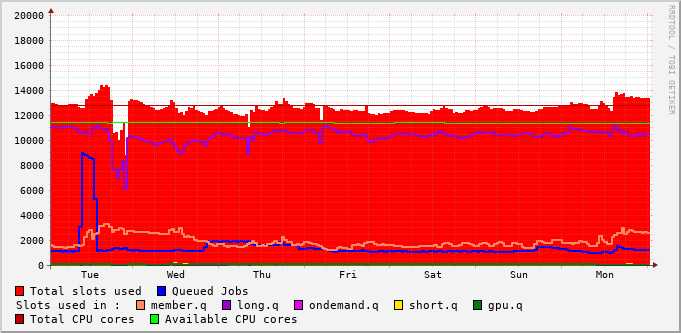 20000
18000
16000
14000
12000
10000
8000
6000
4000
2000
0
Tue Wed Thu Fri Sat Sun Mon
RRDTOOL / TOBI OETIKER
Total slots used Queued Jobs
Slots used in : member.q long.q ondemand.q short.q gpu.q
Total CPU cores Available CPU cores